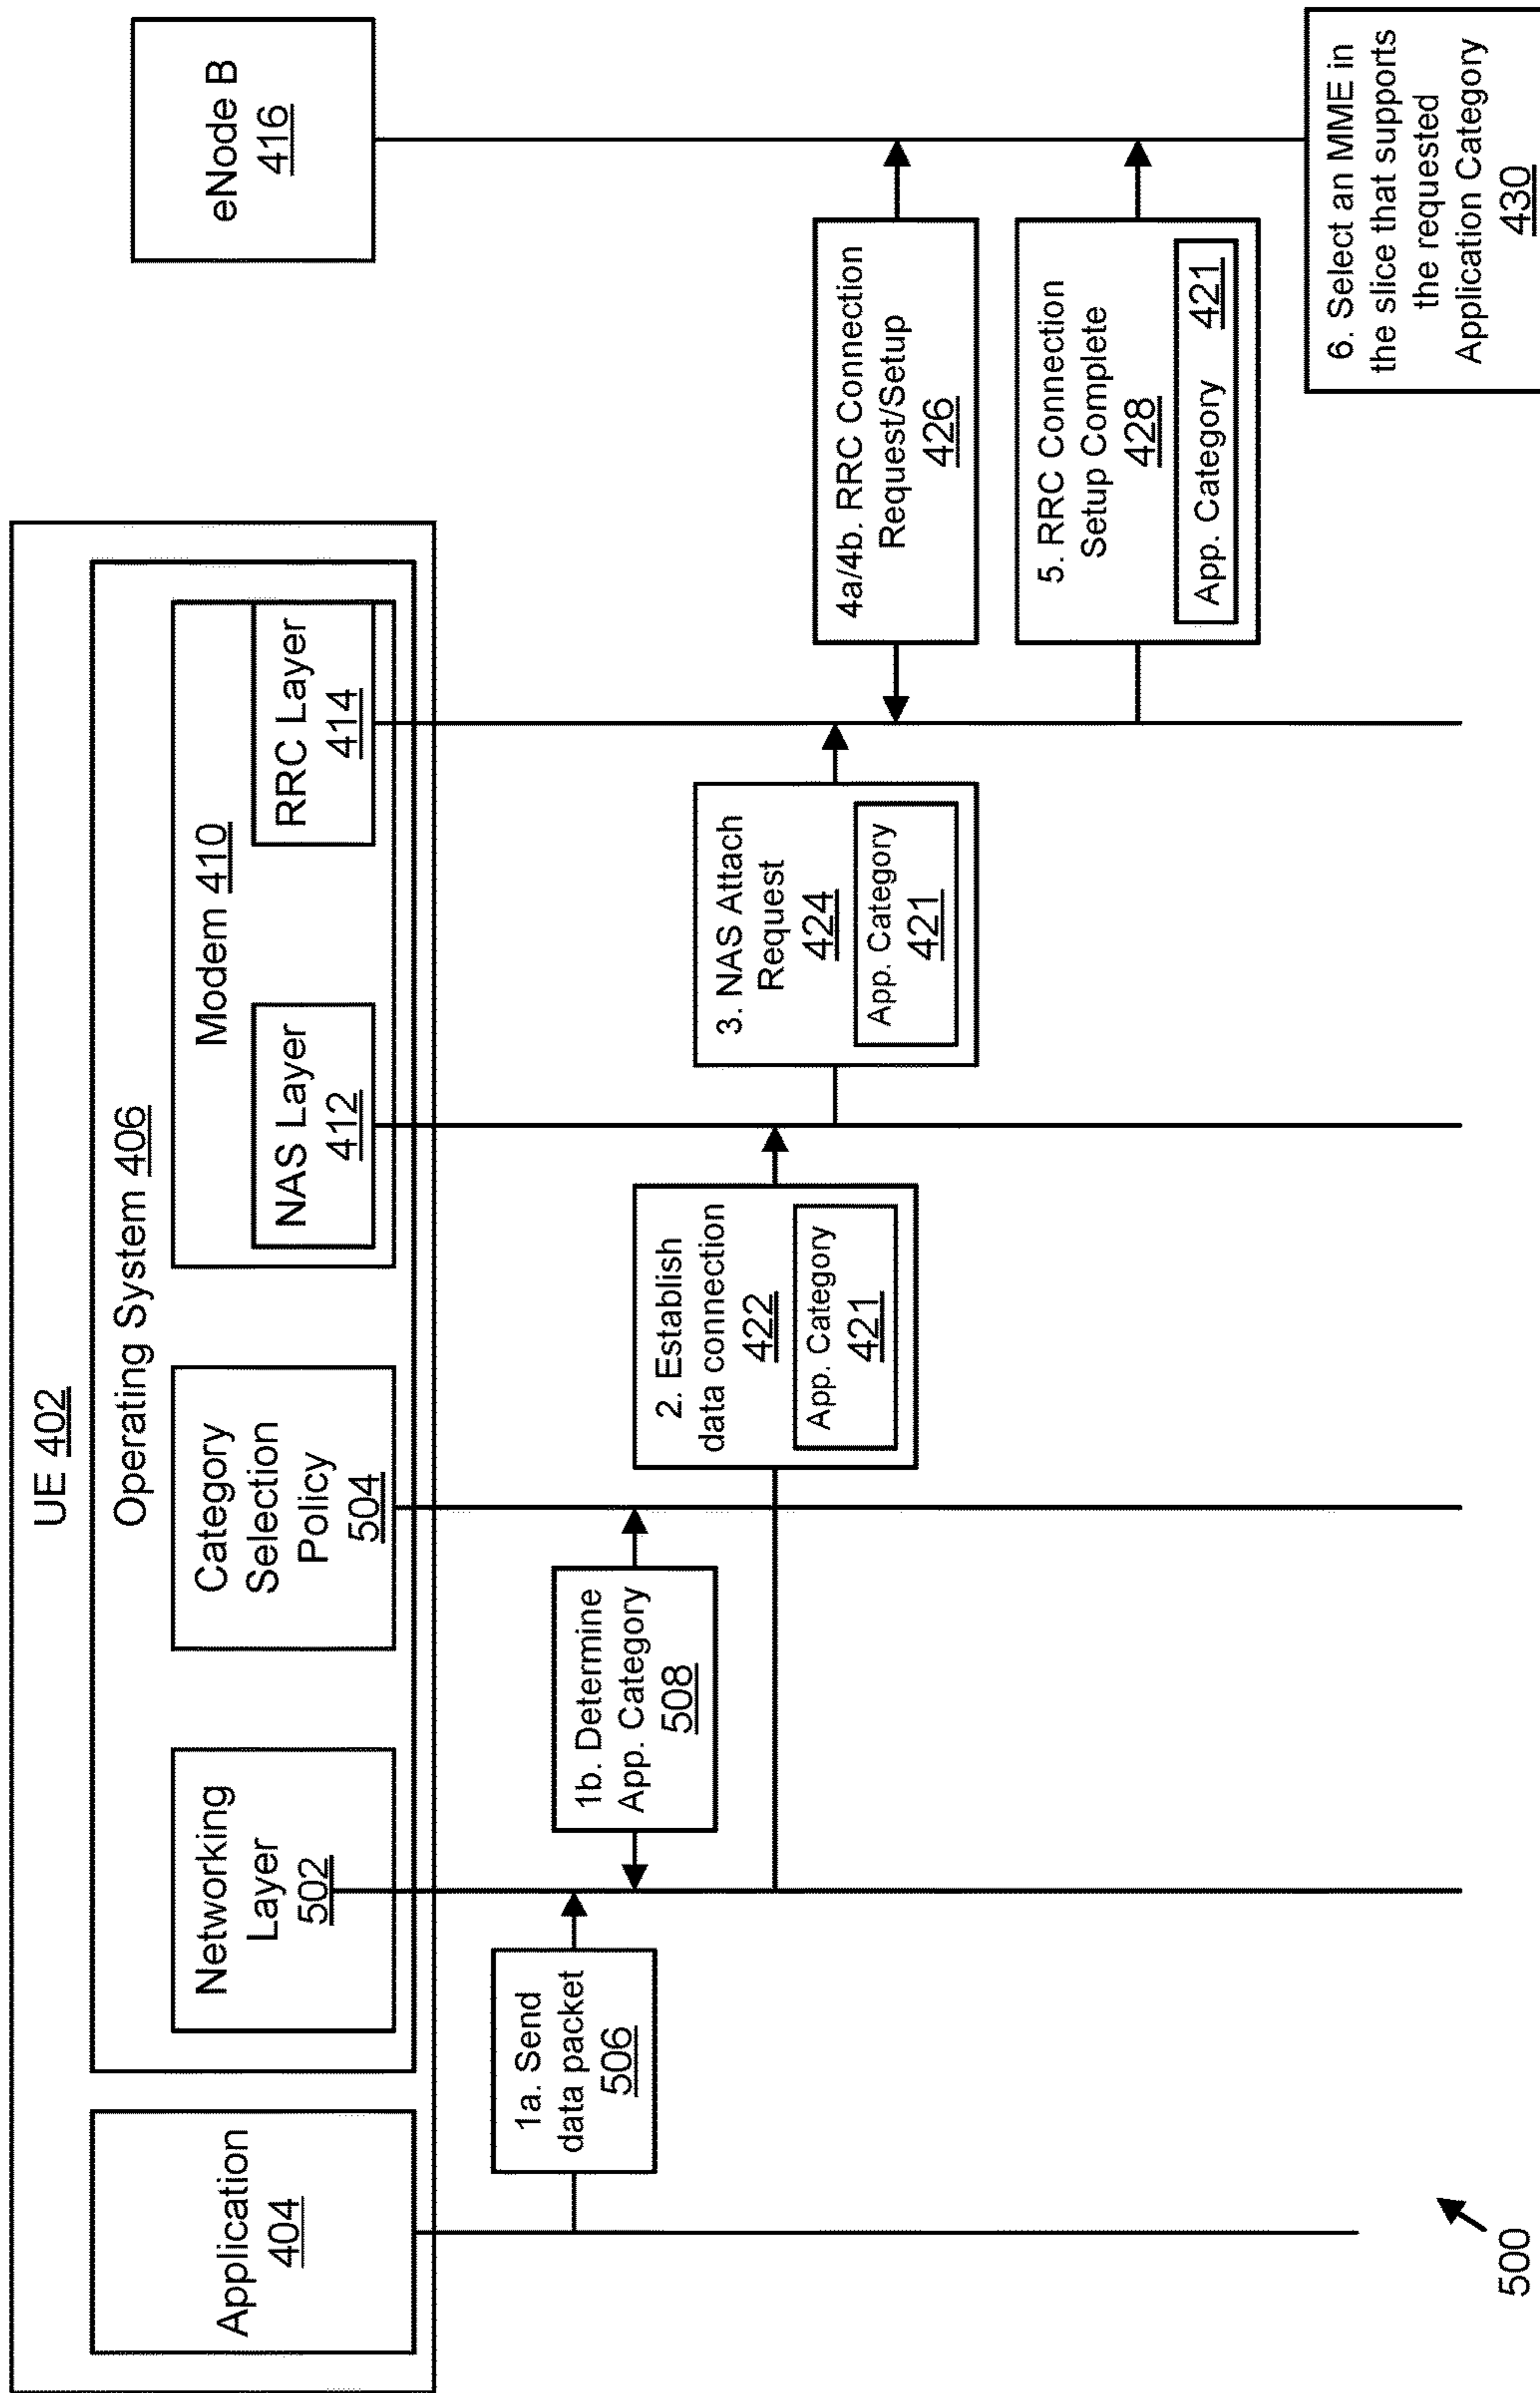 UE 402
Operating System 406
Application
404
Networking
Layer
502
Category
Selection
Policy
504
Modem 410
NAS Layer
412
RRC Layer
414
eNode B
416
1a. Send
data packet
506
1b. Determine
App. Category
508
2. Establish
data connection
422
App. Category
421
3. NAS Attach
Request
424
App. Category
421
4a/4b. RRC Connection
Request/Setup
426
5. RRC Connection
Setup Complete
428
App. Category 421
6. Select an MME in
the slice that supports
the requested
Application Category
430
500